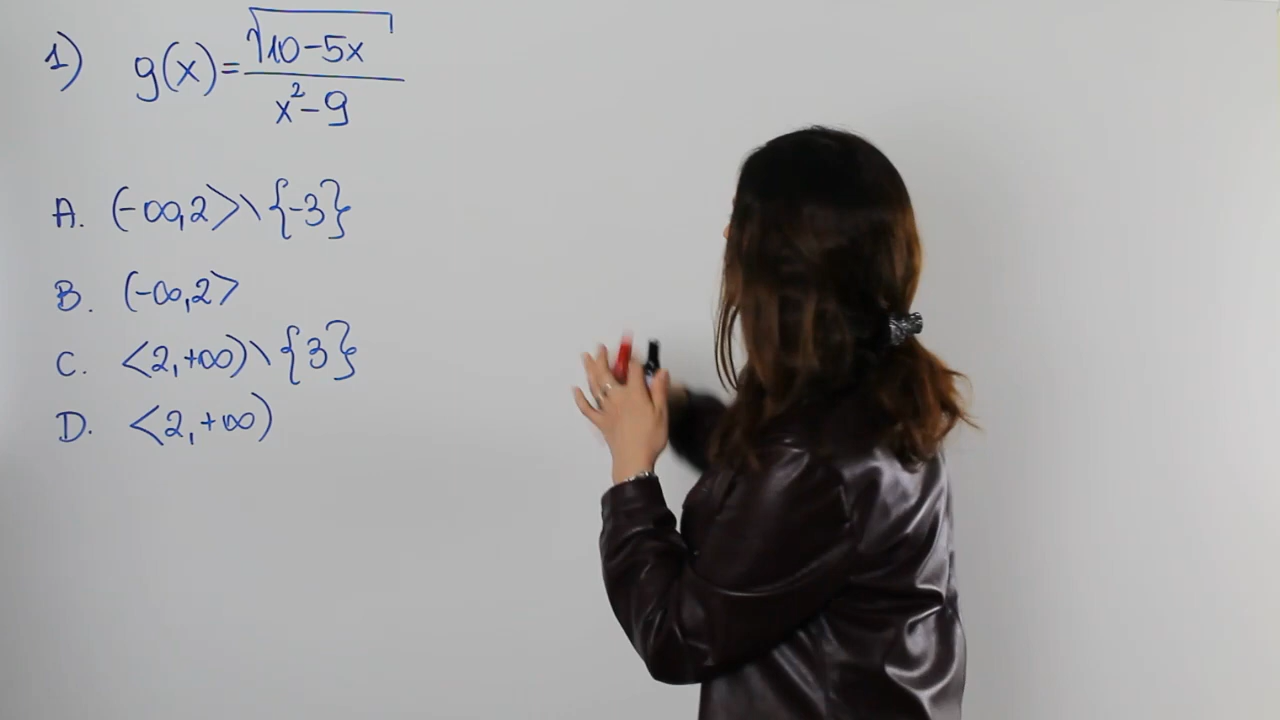 1) g(x)=√(10-5x)/(x²-9)
A. (-∞,2>\{-3}
B. (-∞,2>
C. <2,+∞)\{3}
D. <2,+∞)